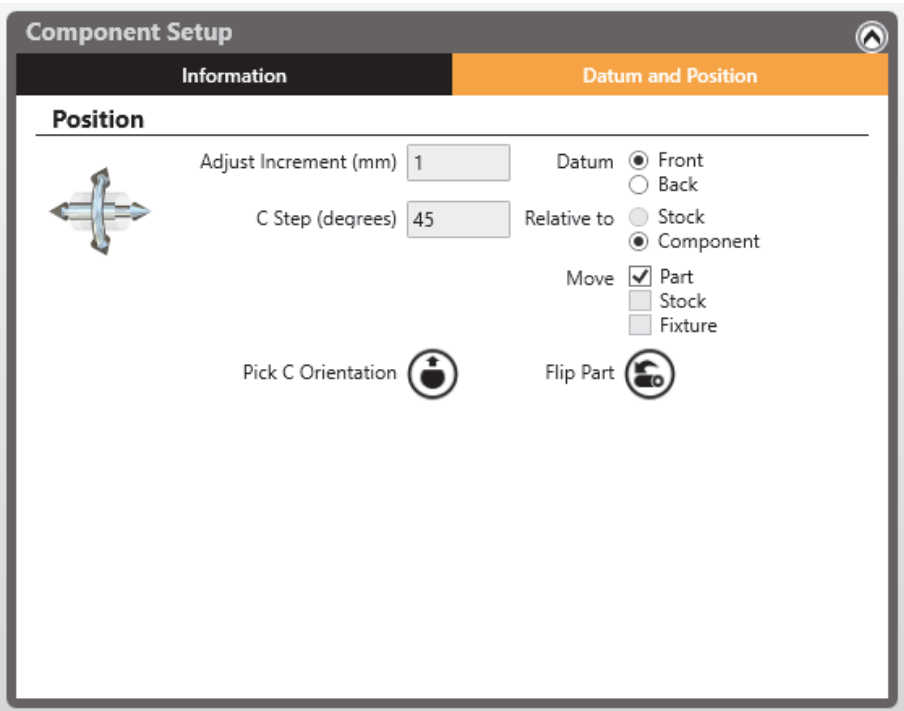 Component Setup
Information
Datum and Position
Position
Adjust Increment (mm) 1
Datum Front
Back
C Step (degrees) 45
Relative to Stock
Component
Move Part
Stock
Fixture
Pick C Orientation
Flip Part